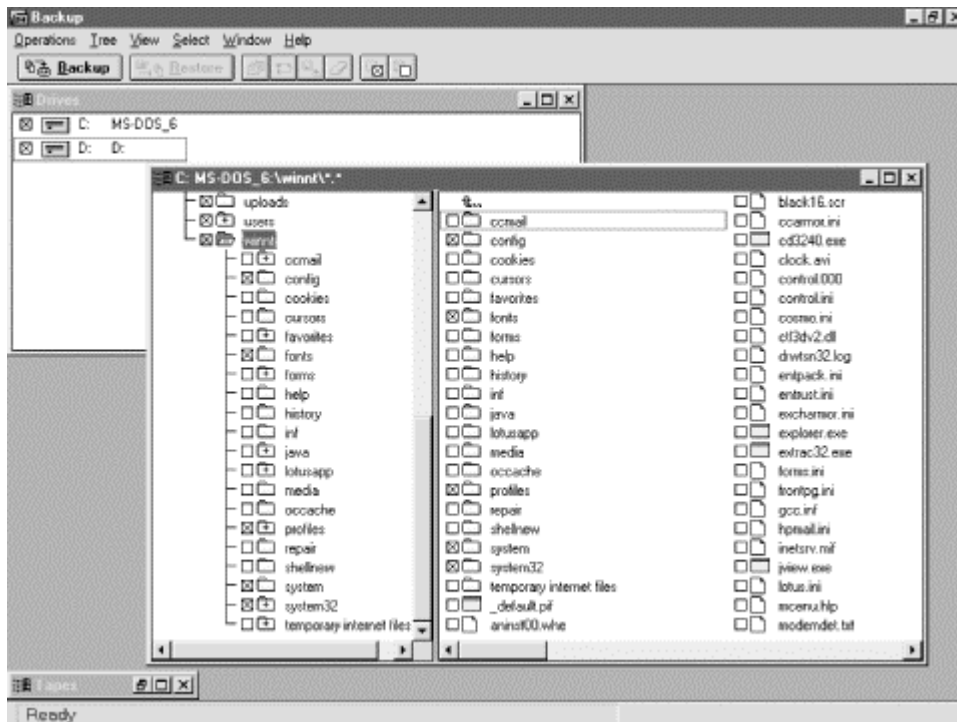 Backup
Operations Tree View Select Window Help
Backup Restore
Drives
C: MS-DOS_6
D: D:
C: MS-DOS_6:\winnt\*.*
uploads
users
winnt
ccmail
config
cookies
cursors
favorites
fonts
forms
help
history
inf
java
lotusapp
media
occache
profiles
repair
shellnew
system
system32
temporary internet files
ccmail
config
cookies
cursors
favorites
fonts
forms
help
history
inf
java
lotusapp
media
occache
profiles
repair
shellnew
system
system32
temporary internet files
_default.pif
aninst00.whe
black16.scr
ccarmor.ini
cd3240.exe
clock.avi
control.000
control.ini
cosmo.ini
ctl3dv2.dll
drwtsn32.log
entpack.ini
entrust.ini
excharmor.ini
explorer.exe
extrac32.exe
forms.ini
frontpg.ini
gcc.inf
hpmail.ini
inetsrv.mif
jview.exe
lotus.ini
mcenu.hlp
modemdet.txt
Tapes
Ready